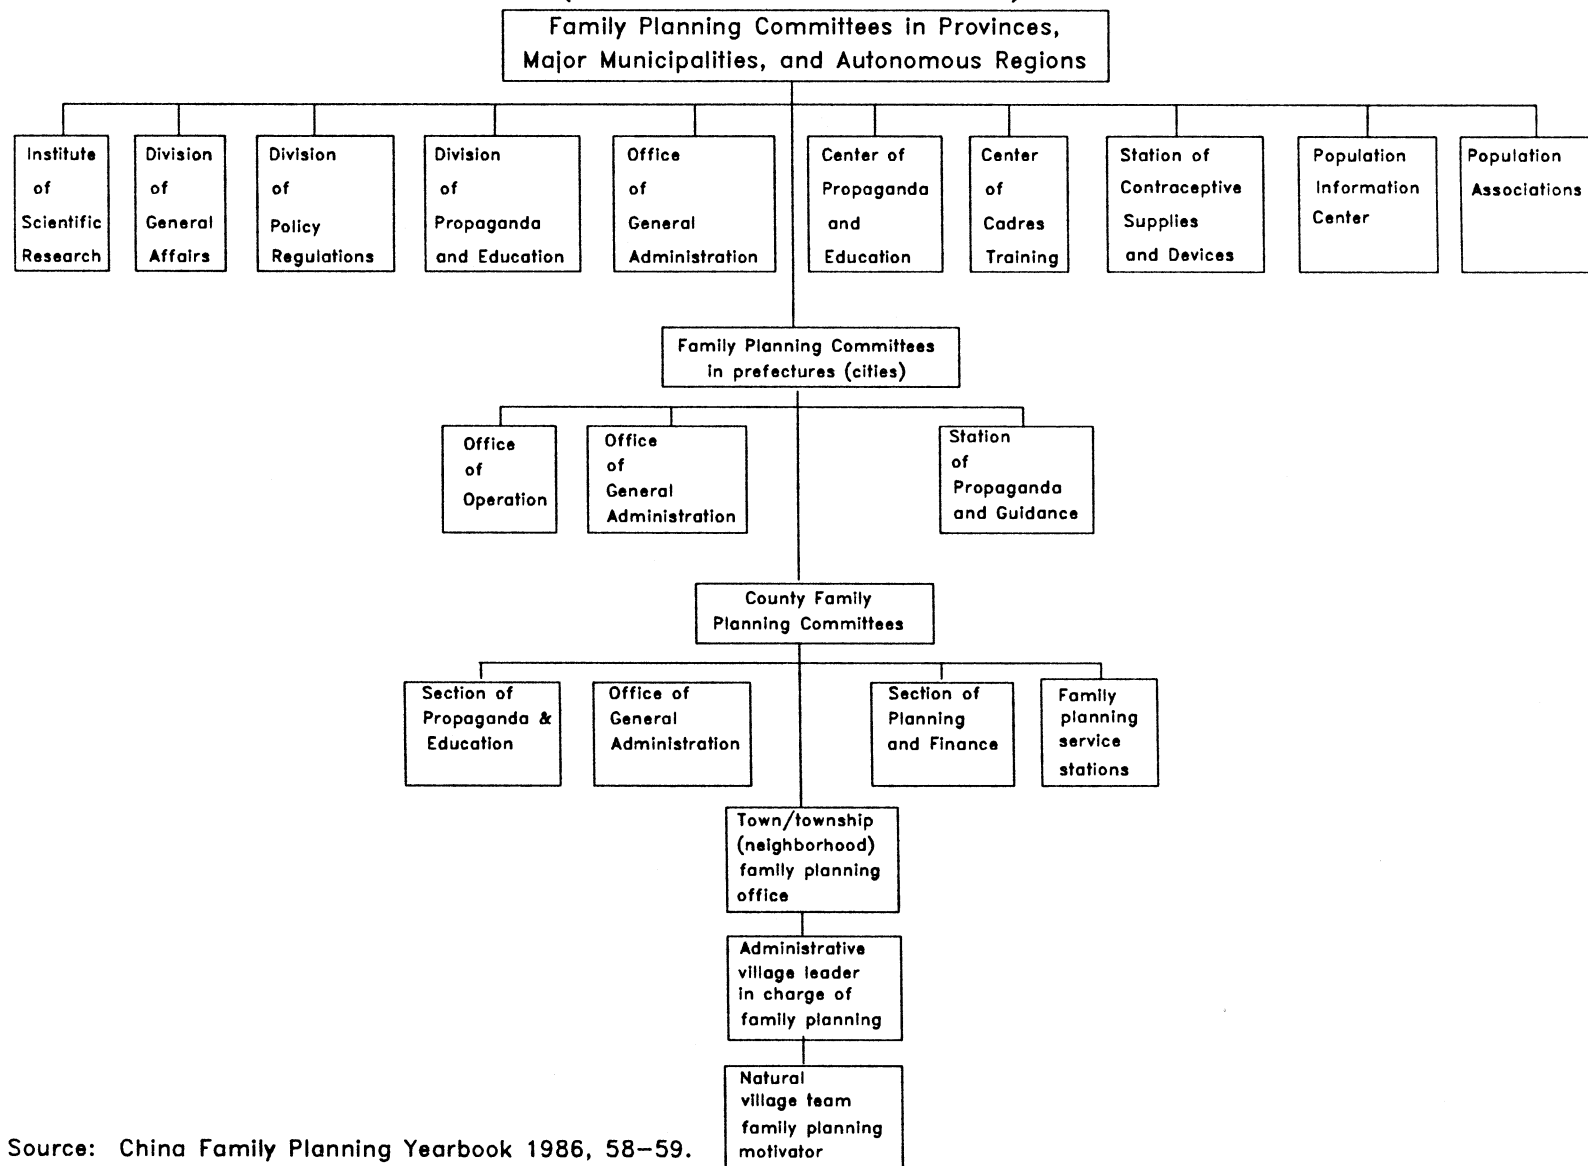 Family Planning Committees in Provinces,
Major Municipalities, and Autonomous Regions
Institute
of
Scientific
Research
Division
of
General
Affairs
Division
of
Policy
Regulations
Division
of
Propaganda
and Education
Office
of
General
Administration
Center of
Propaganda
and
Education
Center
of
Cadres
Training
Station of
Contraceptive
Supplies
and Devices
Population
Information
Center
Population
Associations
Family Planning Committees
in prefectures (cities)
Office
of
Operation
Office
of
General
Administration
Station
of
Propaganda
and Guidance
County Family
Planning Committees
Section of
Propaganda &
Education
Office of
General
Administration
Section of
Planning
and Finance
Family
planning
service
stations
Town/township
(neighborhood)
family planning
office
Administrative
village leader
in charge of
family planning
Natural
village team
family planning
motivator
Source: China Family Planning Yearbook 1986, 58-59.